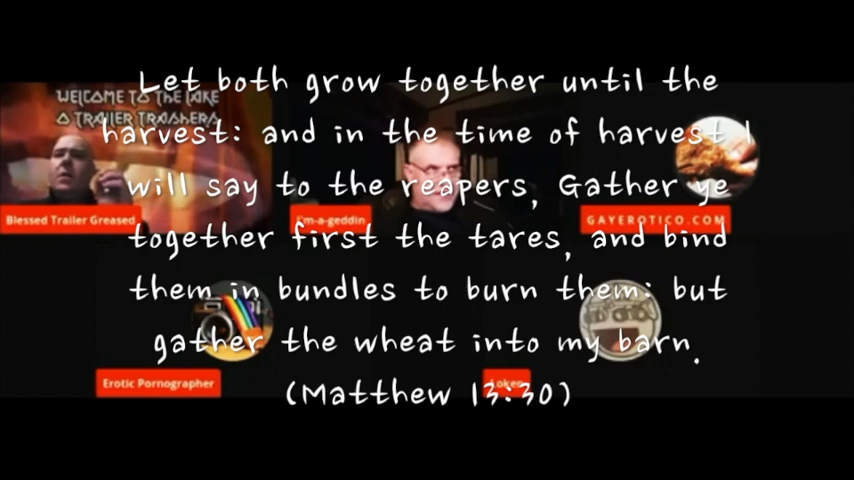 Let both grow together until the
harvest: and in the time of harvest I
will say to the reapers, Gather ye
together first the tares, and bind
them in bundles to burn them: but
gather the wheat into my barn.
(Matthew 13:30)
WELCOME TO THE LAKE
O TRAILER TRASHERS
Blessed Trailer Greased
I'm-a-geddin
GAYEROTICO.COM
Erotic Pornographer